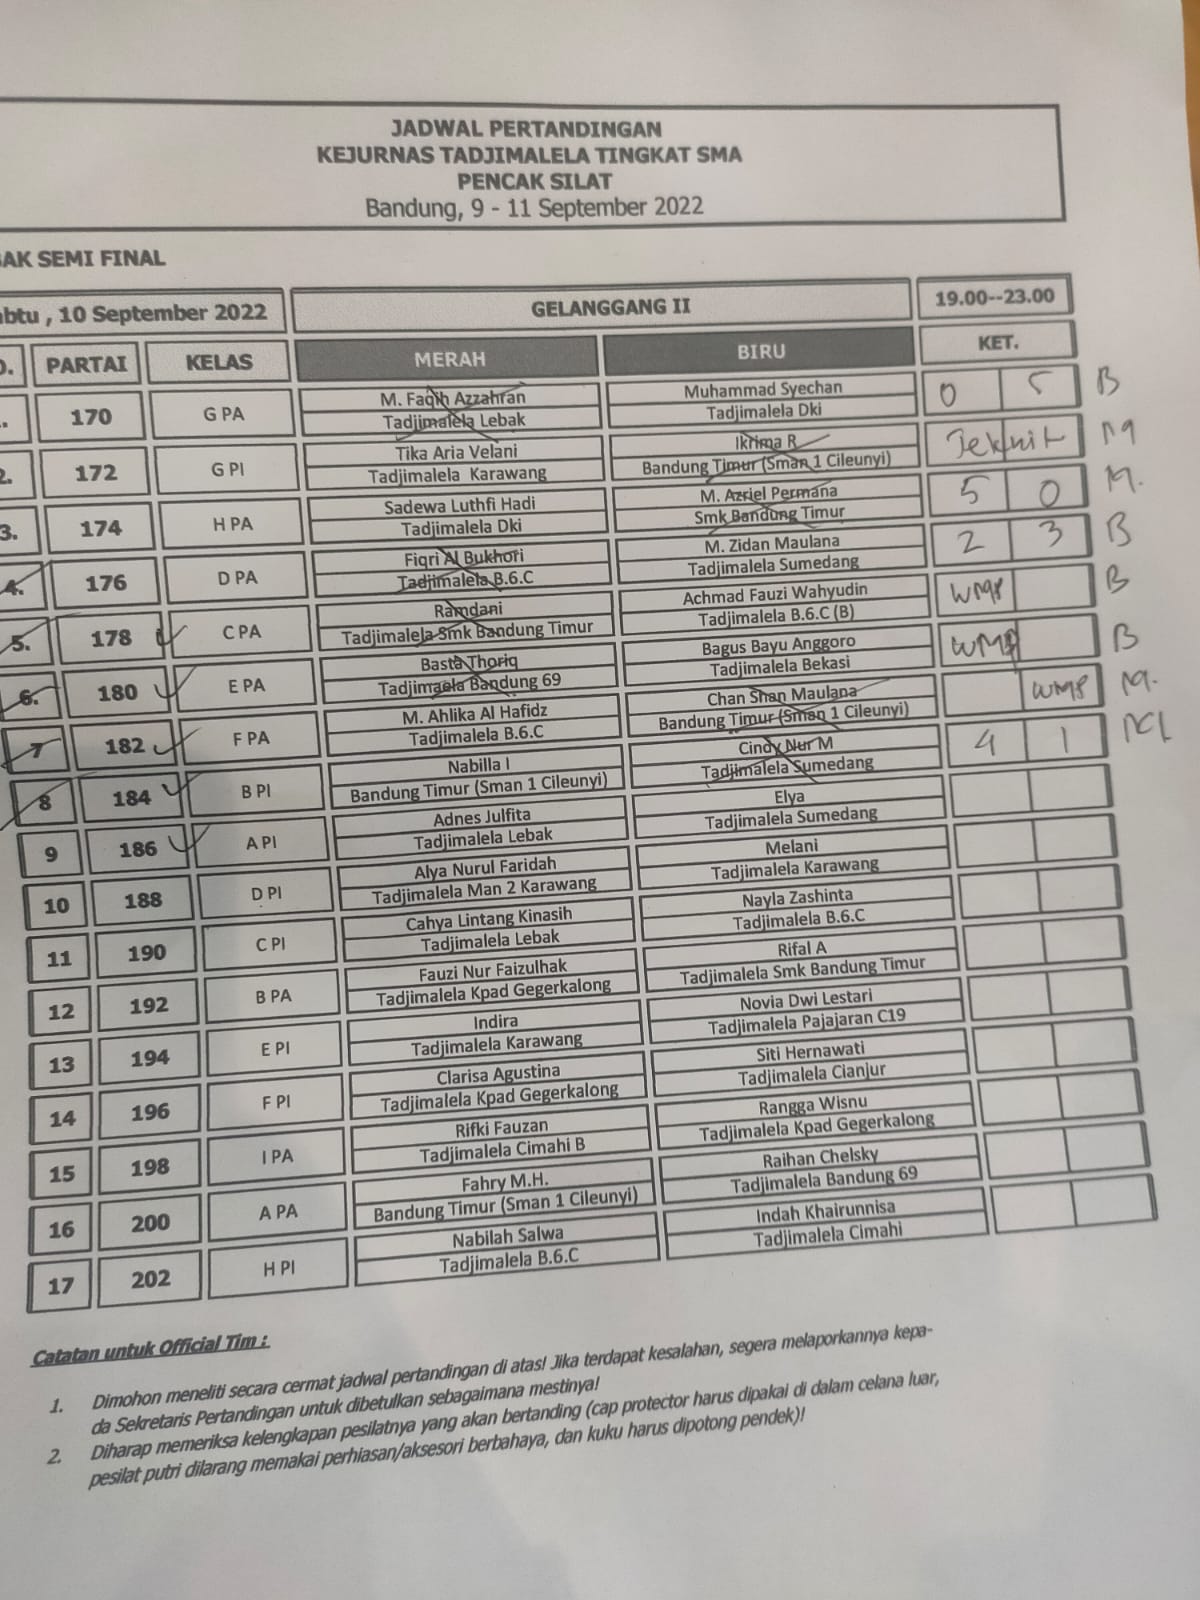 JADWAL PERTANDINGAN
KEJURNAS TADJIMALELA TINGKAT SMA
PENCAK SILAT
Bandung, 9 - 11 September 2022
AK SEMI FINAL
btu , 10 September 2022 GELANGGANG II 19.00--23.00
PARTAI KELAS MERAH BIRU KET.
170 G PA M. Faqih Azzahran Muhammad Syechan 0 5 B
Tadjimalela Lebak Tadjimalela Dki
2. 172 G PI Tika Aria Velani Ikrima R Teknik M
Tadjimalela Karawang Bandung Timur (Sman 1 Cileunyi)
3. 174 H PA Sadewa Luthfi Hadi M. Azriel Permana 5 0 M.
Tadjimalela Dki Smk Bandung Timur
4. 176 D PA Fiqri Al Bukhori M. Zidan Maulana 2 3 B
Tadjimalela B.6.C Tadjimalela Sumedang
5. 178 C PA Ramdani Achmad Fauzi Wahyudin WMP B
Tadjimalela Smk Bandung Timur Tadjimalela B.6.C (B)
6. 180 E PA Basta Thoriq Bagus Bayu Anggoro WMP B
Tadjimaela Bandung 69 Tadjimalela Bekasi
7 182 F PA M. Ahlika Al Hafidz Chan Shan Maulana WMP M.
Tadjimalela B.6.C Bandung Timur (Sman 1 Cileunyi)
8 184 B PI Nabilla I Cindy Nur M 4 1
Bandung Timur (Sman 1 Cileunyi) Tadjimalela Sumedang
9 186 A PI Adnes Julfita Elya
Tadjimalela Lebak Tadjimalela Sumedang
10 188 D PI Alya Nurul Faridah Melani
Tadjimalela Man 2 Karawang Tadjimalela Karawang
11 190 C PI Cahya Lintang Kinasih Nayla Zashinta
Tadjimalela Lebak Tadjimalela B.6.C
12 192 B PA Fauzi Nur Faizulhak Rifal A
Tadjimalela Kpad Gegerkalong Tadjimalela Smk Bandung Timur
13 194 E PI Indira Novia Dwi Lestari
Tadjimalela Karawang Tadjimalela Pajajaran C19
14 196 F PI Clarisa Agustina Siti Hernawati
Tadjimalela Kpad Gegerkalong Tadjimalela Cianjur
15 198 I PA Rifki Fauzan Rangga Wisnu
Tadjimalela Cimahi B Tadjimalela Kpad Gegerkalong
16 200 A PA Fahry M.H. Raihan Chelsky
Bandung Timur (Sman 1 Cileunyi) Tadjimalela Bandung 69
17 202 H PI Nabilah Salwa Indah Khairunnisa
Tadjimalela B.6.C Tadjimalela Cimahi
Catatan untuk Official Tim :
1. Dimohon meneliti secara cermat jadwal pertandingan di atas! Jika terdapat kesalahan, segera melaporkannya kepa-
da Sekretaris Pertandingan untuk dibetulkan sebagaimana mestinya!
2. Diharap memeriksa kelengkapan pesilatnya yang akan bertanding (cap protector harus dipakai di dalam celana luar,
pesilat putri dilarang memakai perhiasan/aksesori berbahaya, dan kuku harus dipotong pendek)!